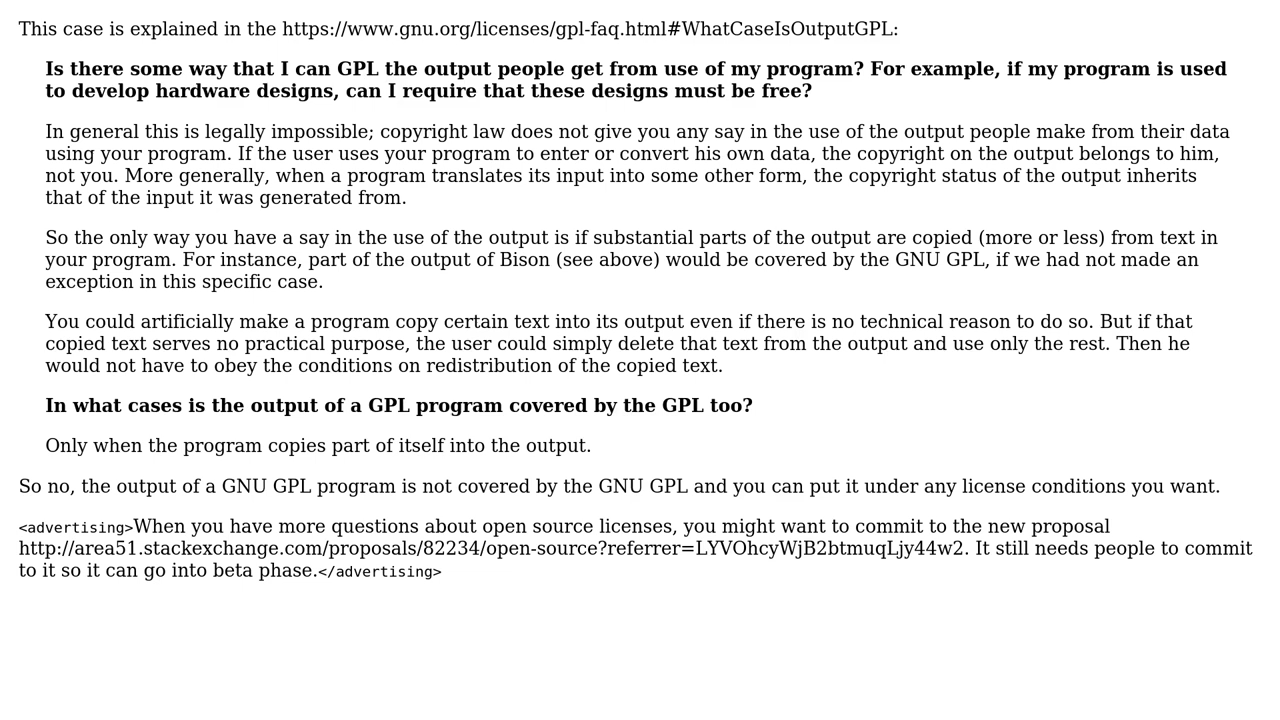 This case is explained in the https://www.gnu.org/licenses/gpl-faq.html#WhatCaseIsOutputGPL:
Is there some way that I can GPL the output people get from use of my program? For example, if my program is used
to develop hardware designs, can I require that these designs must be free?
In general this is legally impossible; copyright law does not give you any say in the use of the output people make from their data
using your program. If the user uses your program to enter or convert his own data, the copyright on the output belongs to him,
not you. More generally, when a program translates its input into some other form, the copyright status of the output inherits
that of the input it was generated from.
So the only way you have a say in the use of the output is if substantial parts of the output are copied (more or less) from text in
your program. For instance, part of the output of Bison (see above) would be covered by the GNU GPL, if we had not made an
exception in this specific case.
You could artificially make a program copy certain text into its output even if there is no technical reason to do so. But if that
copied text serves no practical purpose, the user could simply delete that text from the output and use only the rest. Then he
would not have to obey the conditions on redistribution of the copied text.
In what cases is the output of a GPL program covered by the GPL too?
Only when the program copies part of itself into the output.
So no, the output of a GNU GPL program is not covered by the GNU GPL and you can put it under any license conditions you want.
<advertising>When you have more questions about open source licenses, you might want to commit to the new proposal
http://area51.stackexchange.com/proposals/82234/open-source?referrer=LYVOhcyWjB2btmuqLjy44w2. It still needs people to commit
to it so it can go into beta phase.</advertising>